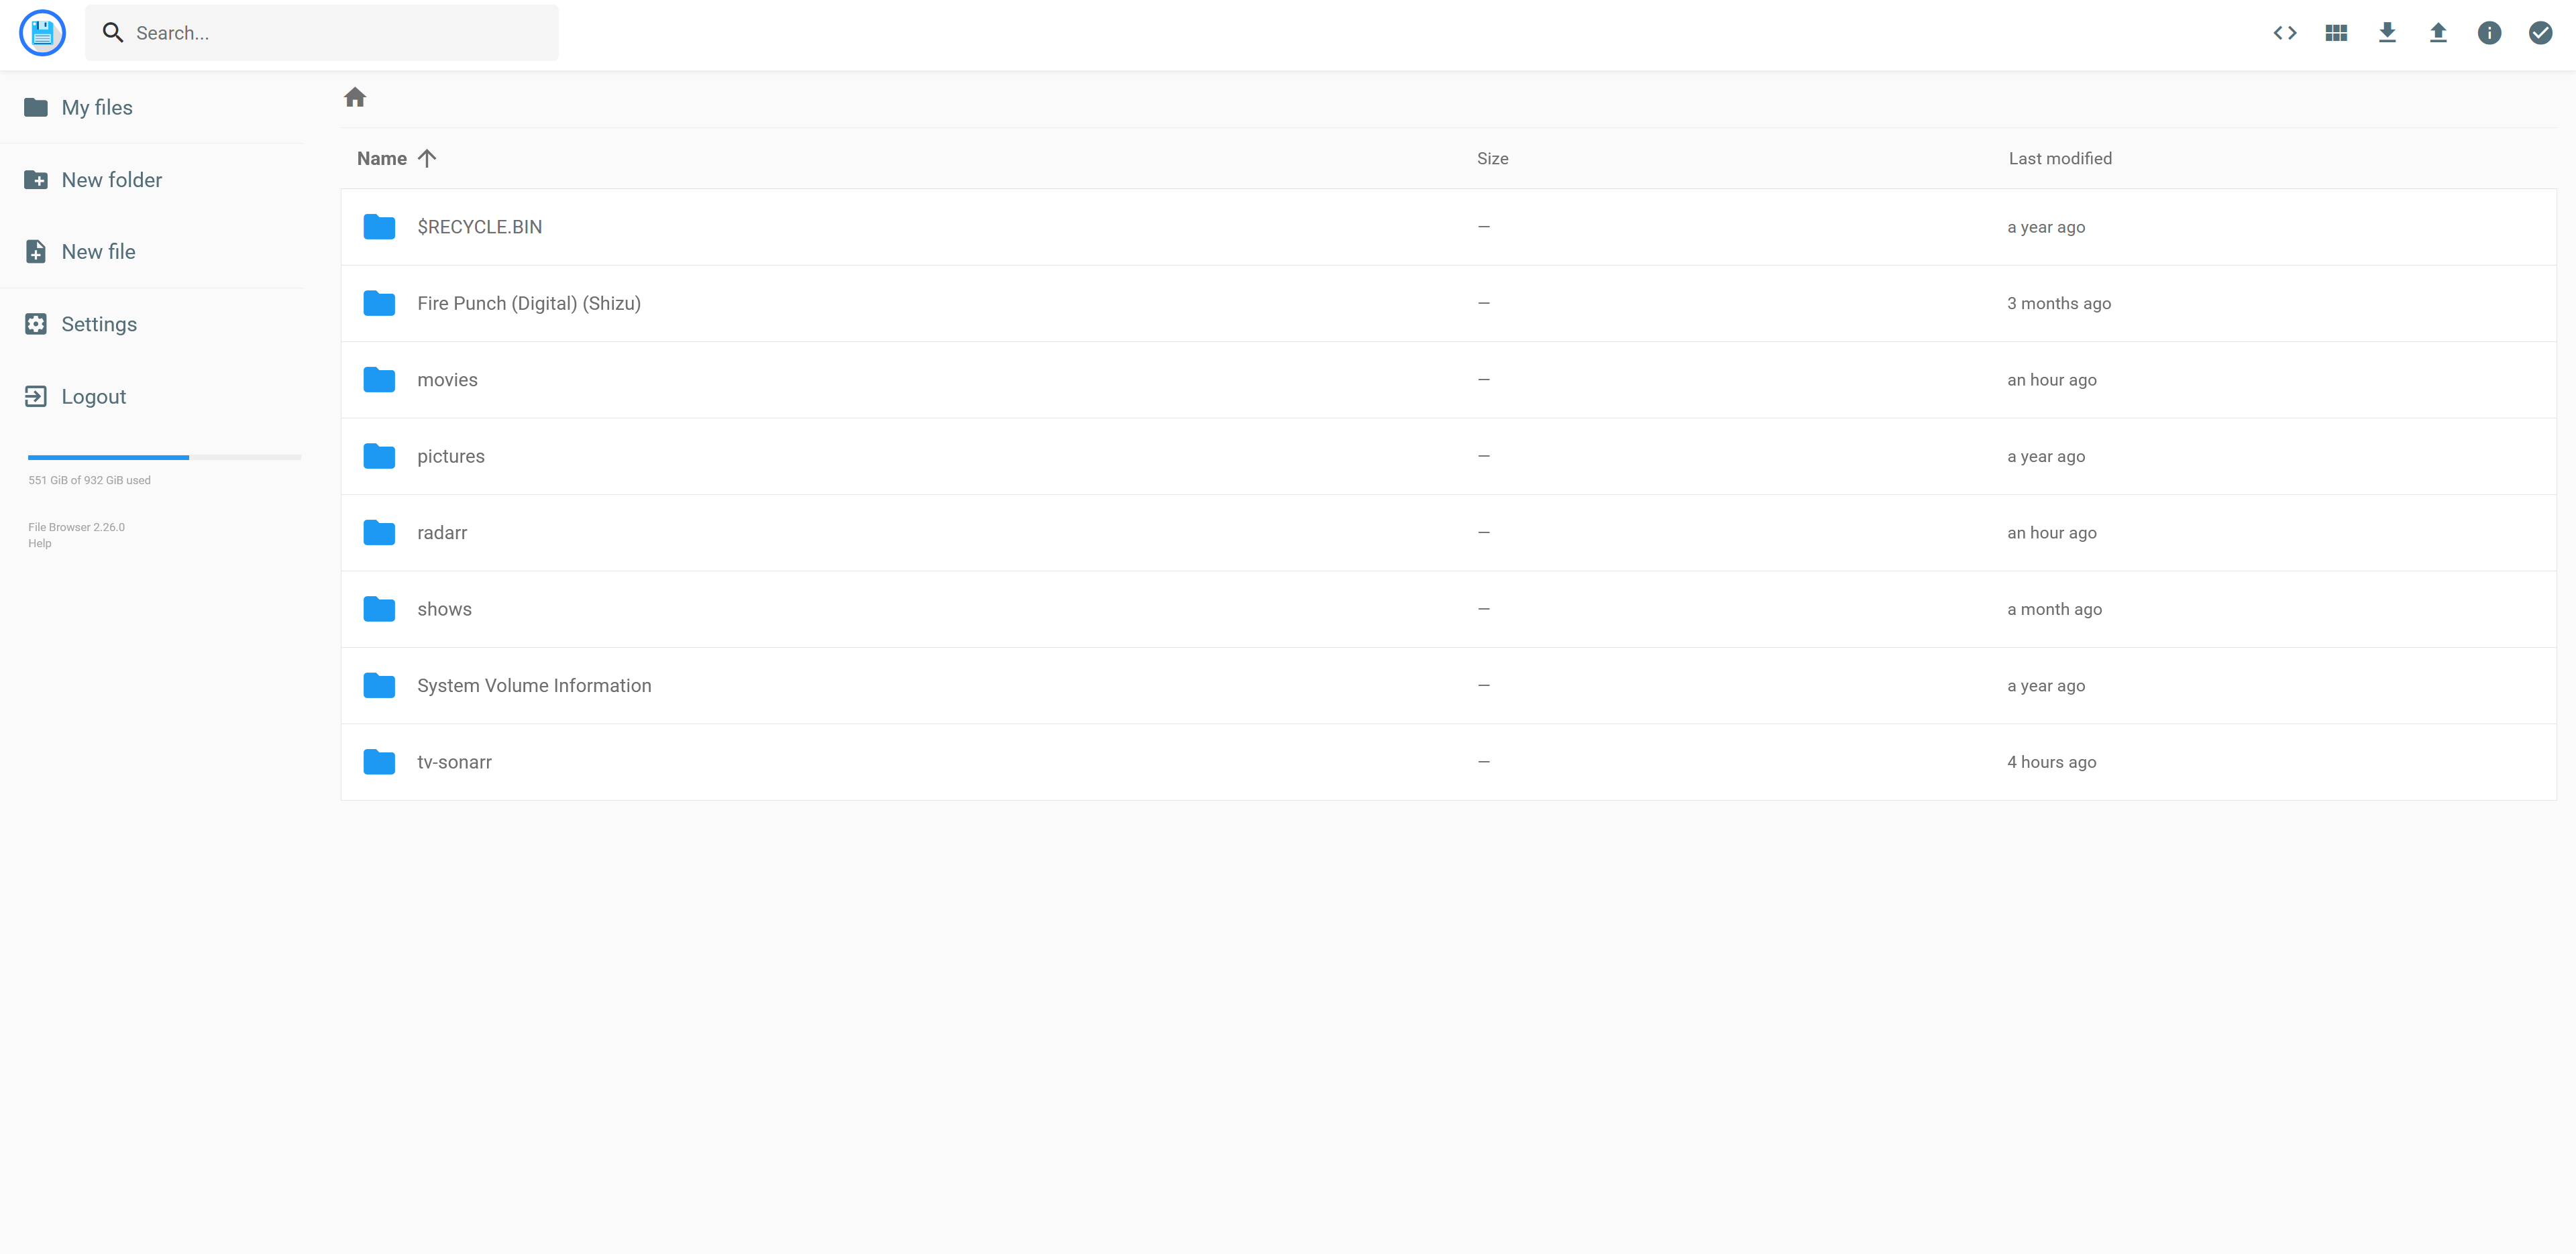 Search...
My files
New folder
New file
Settings
Logout
551 GiB of 932 GiB used
File Browser 2.26.0
Help
Name Size Last modified
$RECYCLE.BIN — a year ago
Fire Punch (Digital) (Shizu) — 3 months ago
movies — an hour ago
pictures — a year ago
radarr — an hour ago
shows — a month ago
System Volume Information — a year ago
tv-sonarr — 4 hours ago